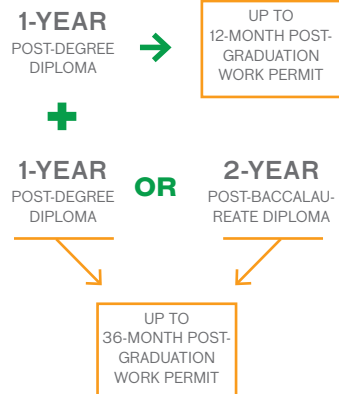 1-YEAR
POST-DEGREE
DIPLOMA
UP TO
12-MONTH POST-
GRADUATION
WORK PERMIT
1-YEAR
POST-DEGREE
DIPLOMA
OR
2-YEAR
POST-BACCALAU-
REATE DIPLOMA
UP TO
36-MONTH POST-
GRADUATION
WORK PERMIT